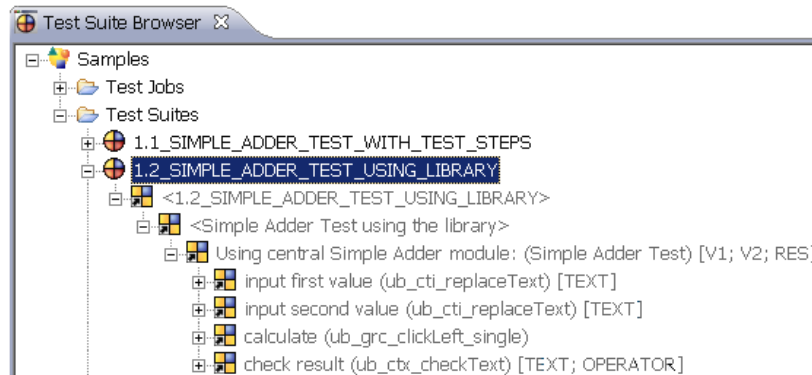 Test Suite Browser
Samples
Test Jobs
Test Suites
1.1_SIMPLE_ADDER_TEST_WITH_TEST_STEPS
1.2_SIMPLE_ADDER_TEST_USING_LIBRARY
<1.2_SIMPLE_ADDER_TEST_USING_LIBRARY>
<Simple Adder Test using the library>
Using central Simple Adder module: (Simple Adder Test) [V1; V2; RES]
input first value (ub_cti_replaceText) [TEXT]
input second value (ub_cti_replaceText) [TEXT]
calculate (ub_grc_clickLeft_single)
check result (ub_ctx_checkText) [TEXT; OPERATOR]